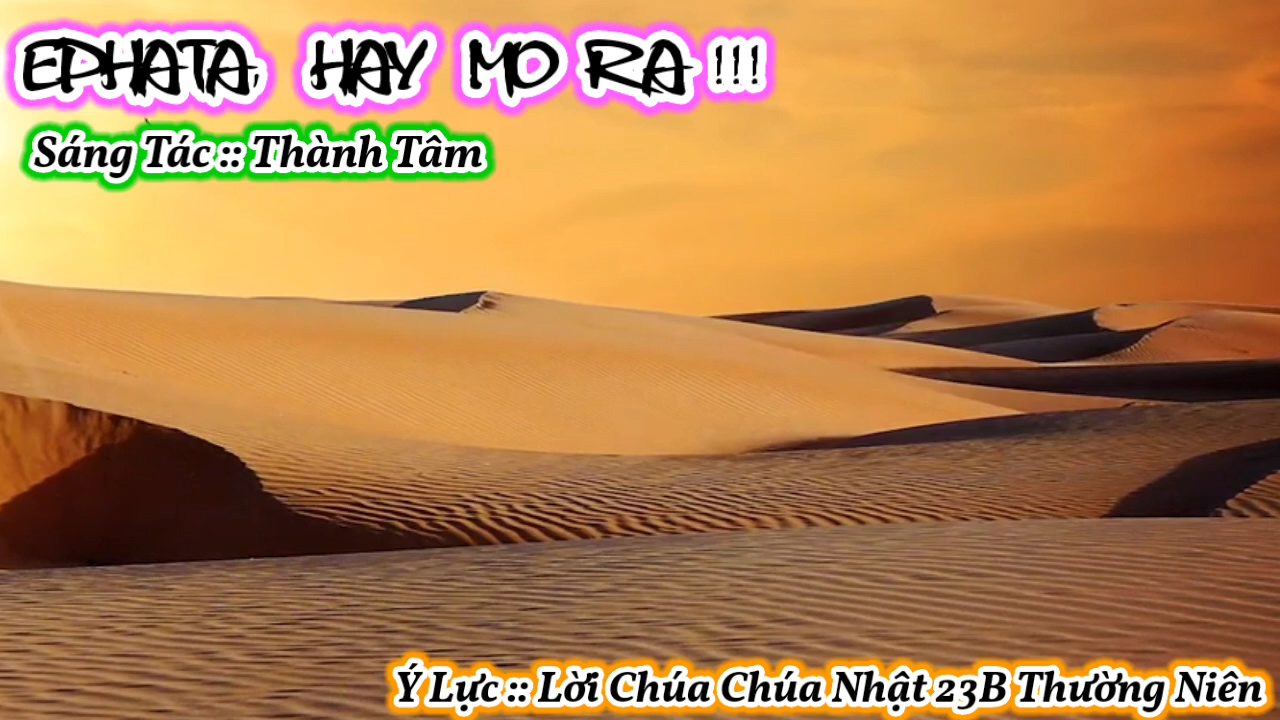 EPHATA, HAY MO RA !!!
Sáng Tác :: Thành Tâm
Ý Lực :: Lời Chúa Chúa Nhật 23B Thường Niên